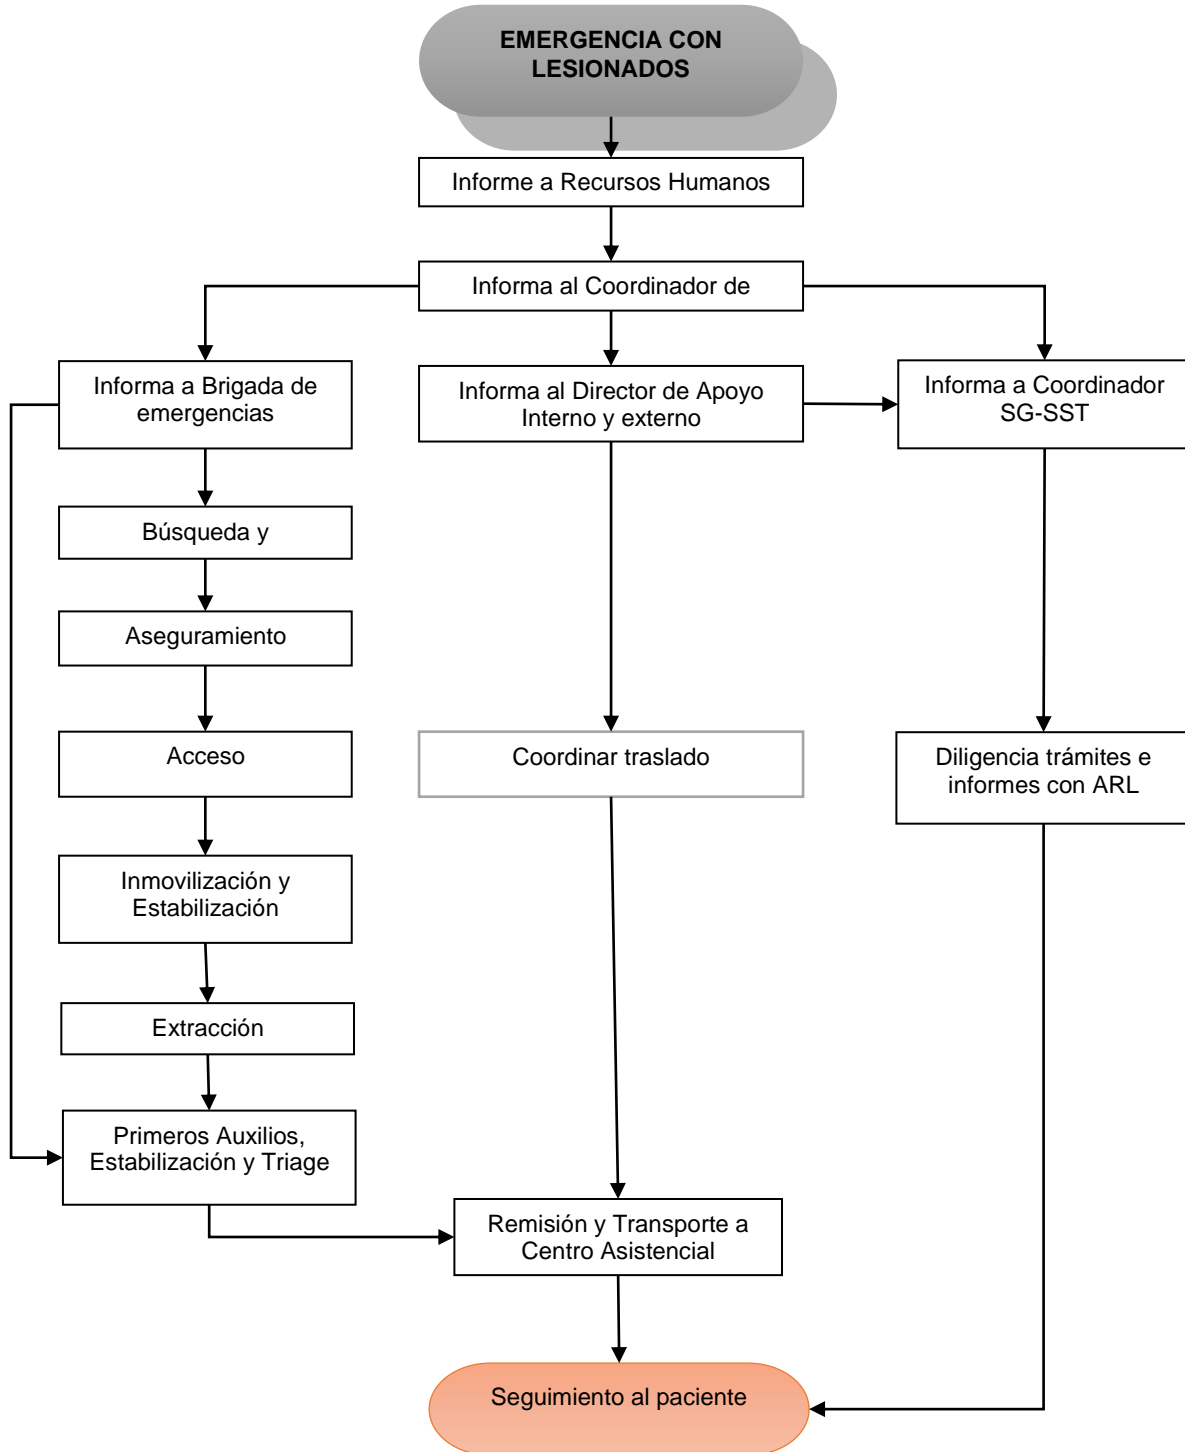 EMERGENCIA CON
LESIONADOS
Informe a Recursos Humanos
Informa al Coordinador de
Informa a Brigada de
emergencias
Informa al Director de Apoyo
Interno y externo
Informa a Coordinador
SG-SST
Búsqueda y
Aseguramiento
Acceso
Coordinar traslado
Diligencia trámites e
informes con ARL
Inmovilización y
Estabilización
Extracción
Primeros Auxilios,
Estabilización y Triage
Remisión y Transporte a
Centro Asistencial
Seguimiento al paciente